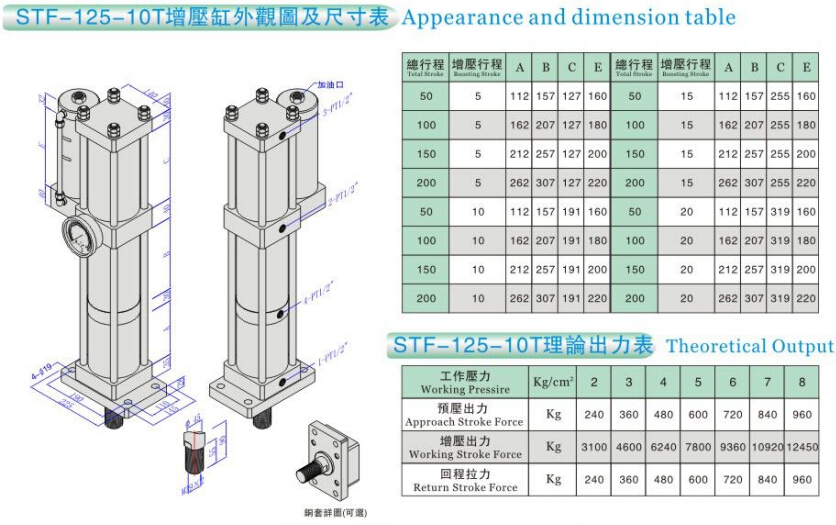 STF-125-10T增壓缸外觀圖及尺寸表 Appearance and dimension table
總行程 增壓行程 A B C E 總行程 增壓行程 A B C E
Total Stroke Boosting Stroke Total Stroke Boosting Stroke
50 5 112 157 127 160 50 15 112 157 255 160
100 5 162 207 127 180 100 15 162 207 255 180
150 5 212 257 127 200 150 15 212 257 255 200
200 5 262 307 127 220 200 15 262 307 255 220
50 10 112 157 191 160 50 20 112 157 319 160
100 10 162 207 191 180 100 20 162 207 319 180
150 10 212 257 191 200 150 20 212 257 319 200
200 10 262 307 191 220 200 20 262 307 319 220
加油口
3-PT1/2"
2-PT1/2"
4-PT1/2"
1-PT1/2"
140
E
C
B
A
4-φ19
190
225
110
銅套詳圖(可選)
STF-125-10T理論出力表 Theoretical Output
工作壓力
Working Pressire
Kg/cm² 2 3 4 5 6 7 8
預壓出力
Approach Stroke Force
Kg 240 360 480 600 720 840 960
增壓出力
Working Stroke Force
Kg 3100 4600 6240 7800 9360 10920 12450
回程拉力
Return Stroke Force
Kg 240 360 480 600 720 840 960